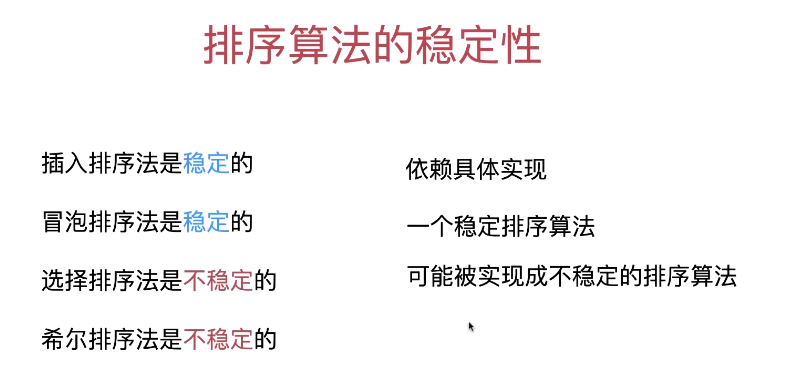 排序算法的稳定性
插入排序法是稳定的
冒泡排序法是稳定的
选择排序法是不稳定的
希尔排序法是不稳定的
依赖具体实现
一个稳定排序算法
可能被实现成不稳定的排序算法